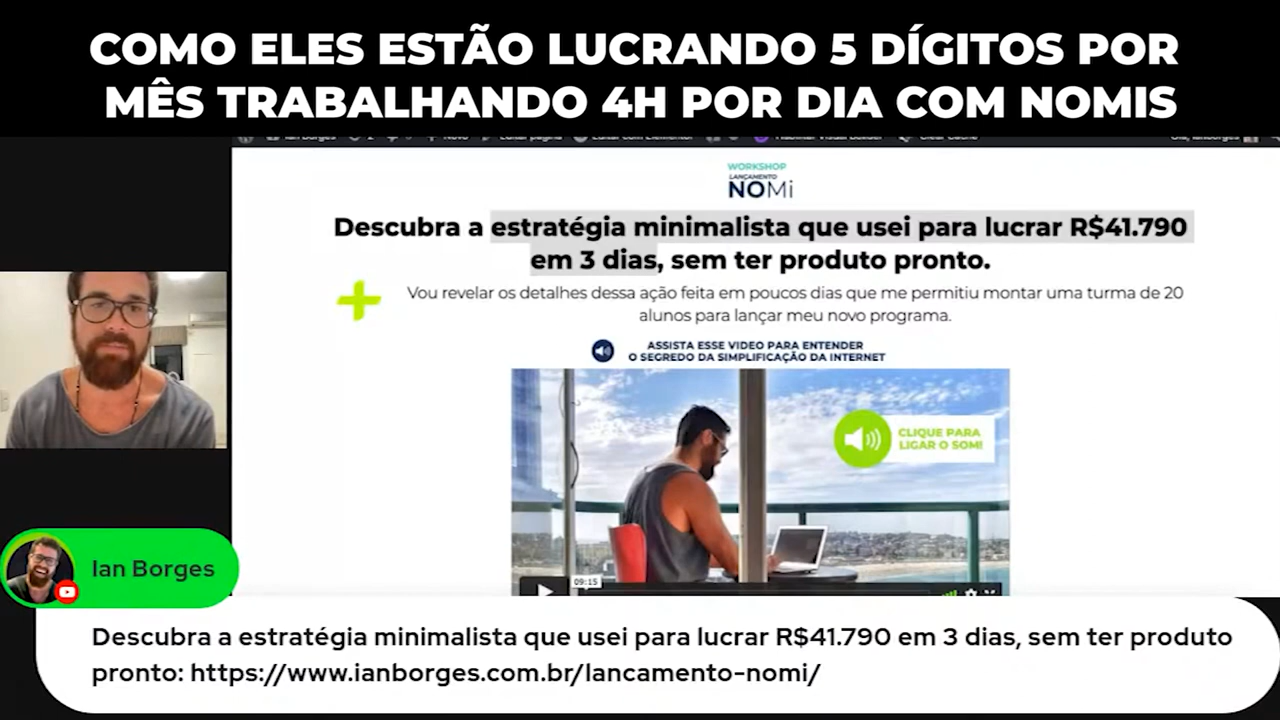 COMO ELES ESTÃO LUCRANDO 5 DÍGITOS POR
MÊS TRABALHANDO 4H POR DIA COM NOMIS
WORKSHOP
LANÇAMENTO
NOMi
Descubra a estratégia minimalista que usei para lucrar R$41.790
em 3 dias, sem ter produto pronto.
Vou revelar os detalhes dessa ação feita em poucos dias que me permitiu montar uma turma de 20
alunos para lançar meu novo programa.
ASSISTA ESSE VIDEO PARA ENTENDER
O SEGREDO DA SIMPLIFICAÇÃO DA INTERNET
CLIQUE PARA
LIGAR O SOM!
09:15
Ian Borges
Descubra a estratégia minimalista que usei para lucrar R$41.790 em 3 dias, sem ter produto
pronto: https://www.ianborges.com.br/lancamento-nomi/